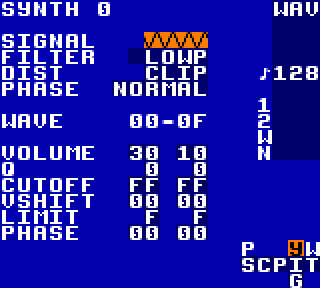 SYNTH 0 WAV
SIGNAL
FILTER LOWP
DIST CLIP
♪128
PHASE NORMAL
1
WAVE 00-0F
2
W
N
VOLUME 30 10
Q 0 0
CUTOFF FF FF
VSHIFT 00 00
LIMIT F F
PHASE 00 00
P YW
SCPIT
G